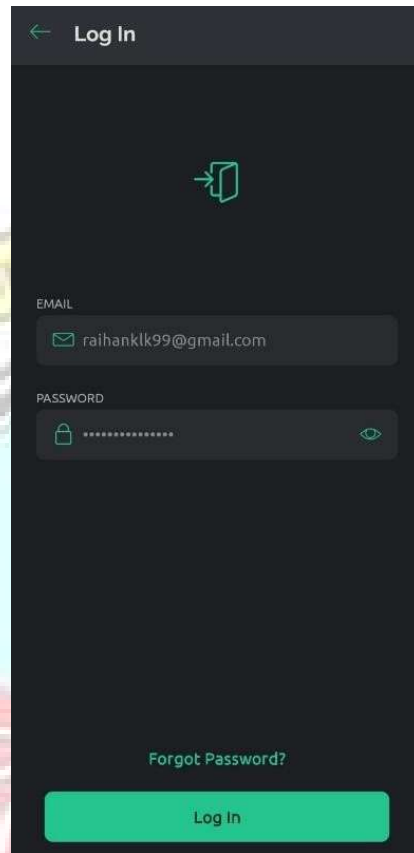 Log In
EMAIL
raihanklk99@gmail.com
PASSWORD
•••••••••••••••
Forgot Password?
Log In